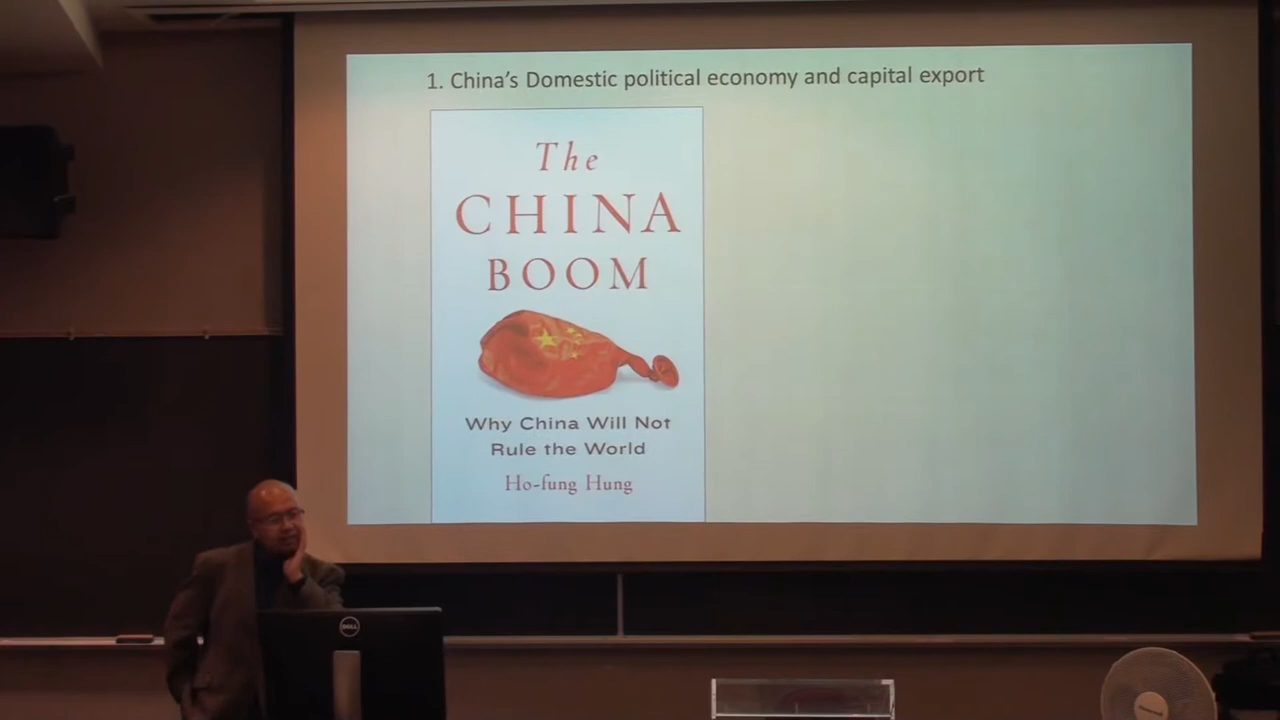 1. China's Domestic political economy and capital export
The
CHINA
BOOM
Why China Will Not
Rule the World
Ho-fung Hung
DELL